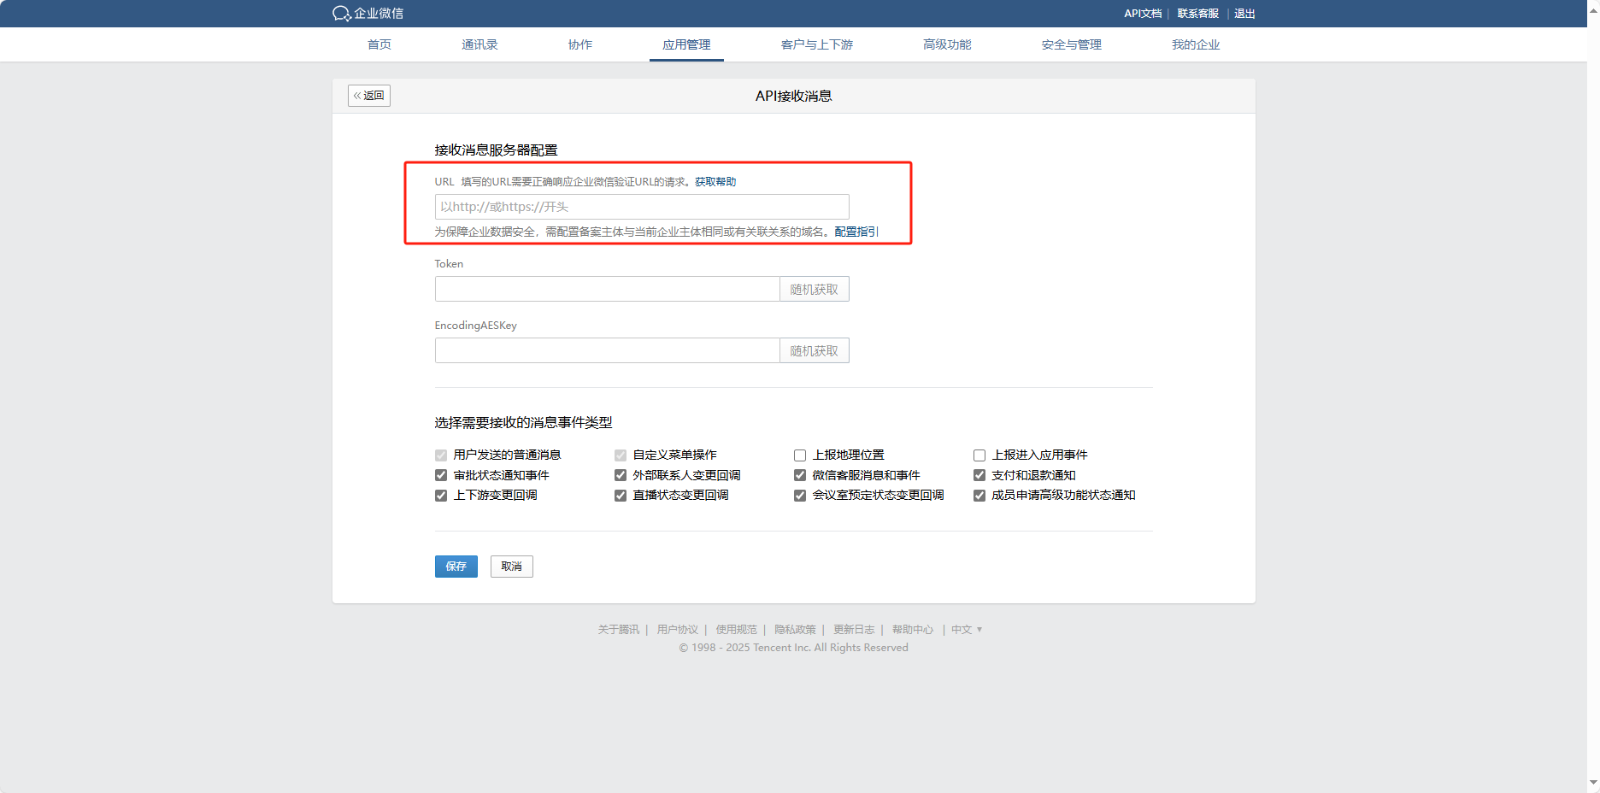 企业微信
API文档 | 联系客服 | 退出
首页 通讯录 协作 应用管理 客户与上下游 高级功能 安全与管理 我的企业
«返回
API接收消息
接收消息服务器配置
URL 填写的URL需要正确响应企业微信验证URL的请求。获取帮助
以http://或https://开头
为保障企业数据安全，需配置备案主体与当前企业主体相同或有关联关系的域名。配置指引
Token
随机获取
EncodingAESKey
随机获取
选择需要接收的消息事件类型
用户发送的普通消息 自定义菜单操作 上报地理位置 上报进入应用事件
审批状态通知事件 外部联系人变更回调 微信客服消息和事件 支付和退款通知
上下游变更回调 直播状态变更回调 会议室预定状态变更回调 成员申请高级功能状态通知
保存 取消
关于腾讯 | 用户协议 | 使用规范 | 隐私政策 | 更新日志 | 帮助中心 | 中文
© 1998 - 2025 Tencent Inc. All Rights Reserved